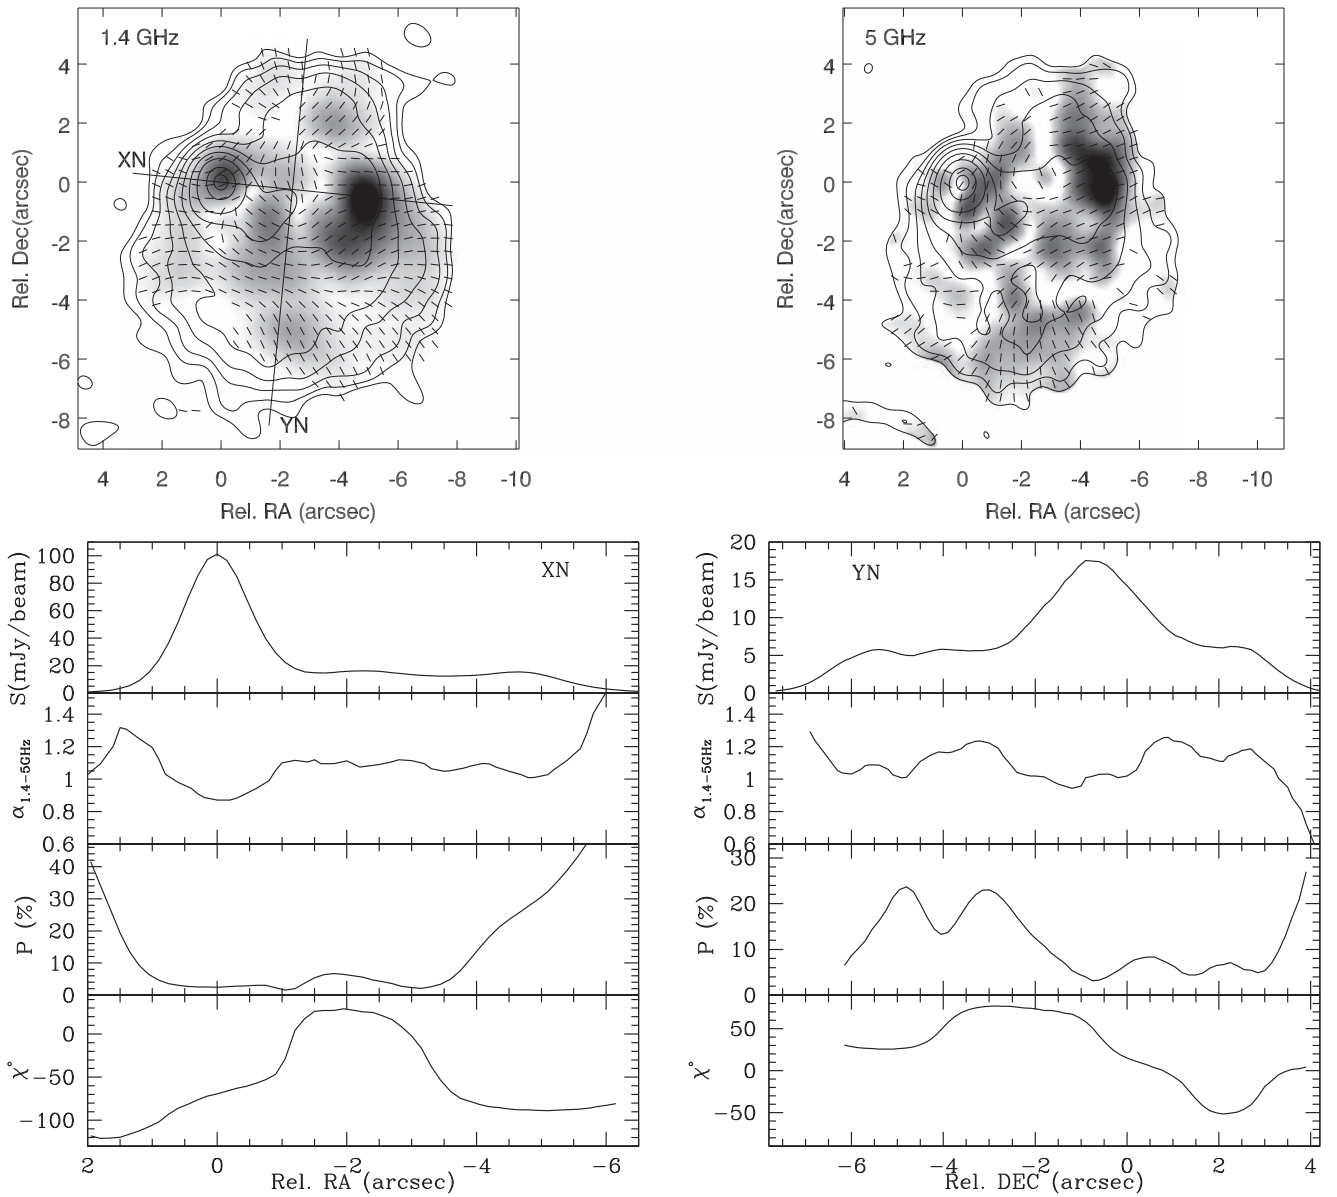 1.4 GHz
4
2
0
-2
-4
-6
-8
Rel. Dec(arcsec)
XN
YN
4 2 0 -2 -4 -6 -8 -10
Rel. RA (arcsec)
5 GHz
4
2
0
-2
-4
-6
-8
Rel. Dec(arcsec)
4 2 0 -2 -4 -6 -8 -10
Rel. RA (arcsec)
XN
S(mJy/beam)
100
80
60
40
20
0
α1.4−5GHz
1.4
1.2
1
0.8
0.6
P (%)
40
30
20
10
0
χ°
0
−50
−100
2 0 −2 −4 −6
Rel. RA (arcsec)
YN
S(mJy/beam)
20
15
10
5
0
α1.4−5GHz
1.4
1.2
1
0.8
0.6
P (%)
30
20
10
0
χ°
50
0
−50
−6 −4 −2 0 2 4
Rel. DEC (arcsec)